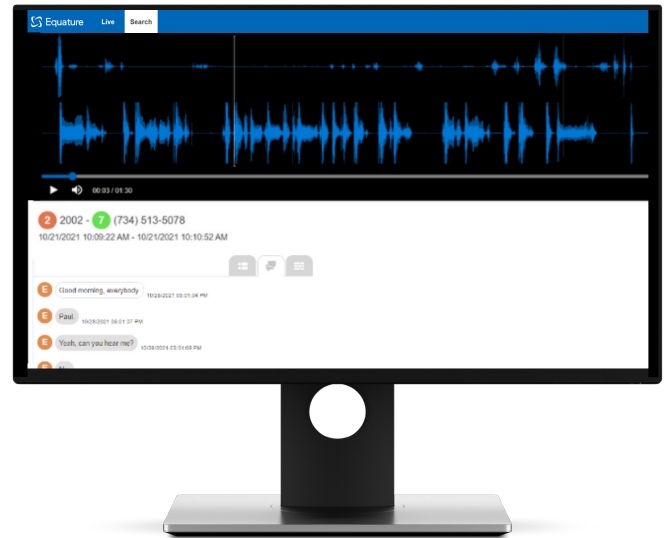 Equature Live Search
00:03 / 01:30
2 2002 - 7 (734) 513-5078
10/21/2021 10:09:22 AM - 10/21/2021 10:10:52 AM
E Good morning, everybody
E Paul
E Yeah, can you hear me?
E